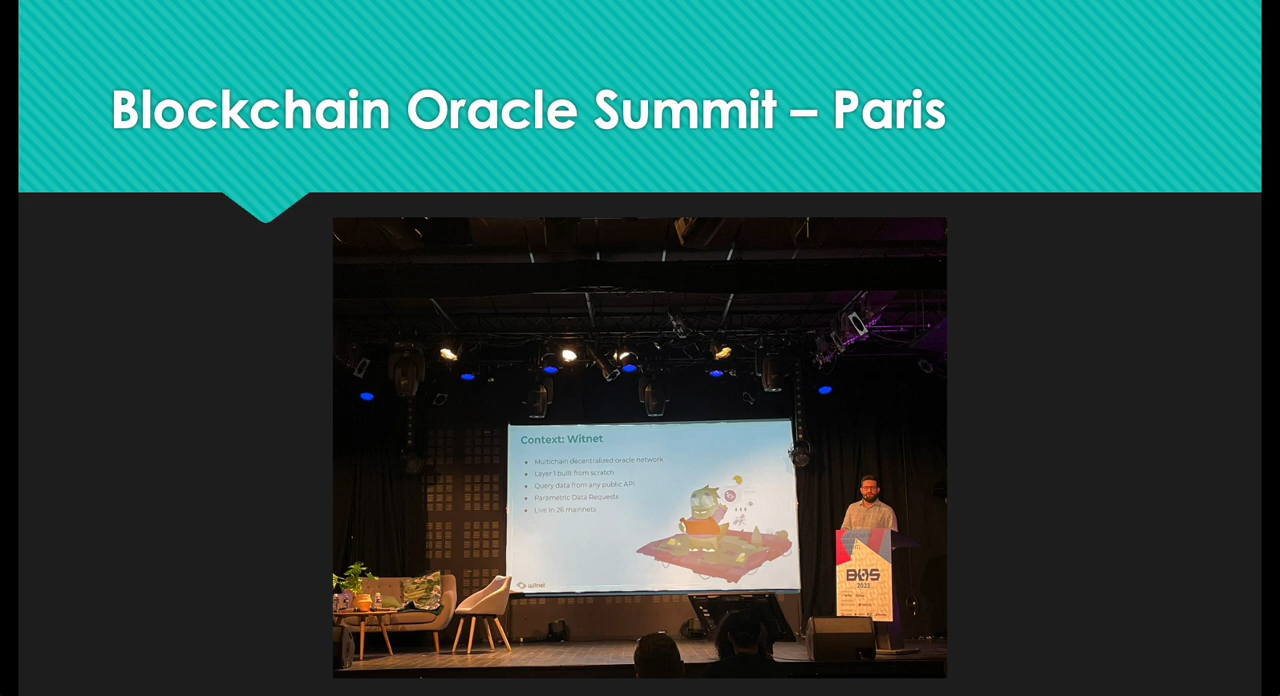 Blockchain Oracle Summit – Paris
Context: Witnet
Multichain decentralized oracle network
Layer 1 built from scratch
Query data from any public API
Parametric Data Requests
Live in 26 mainnets
witnet
BOS